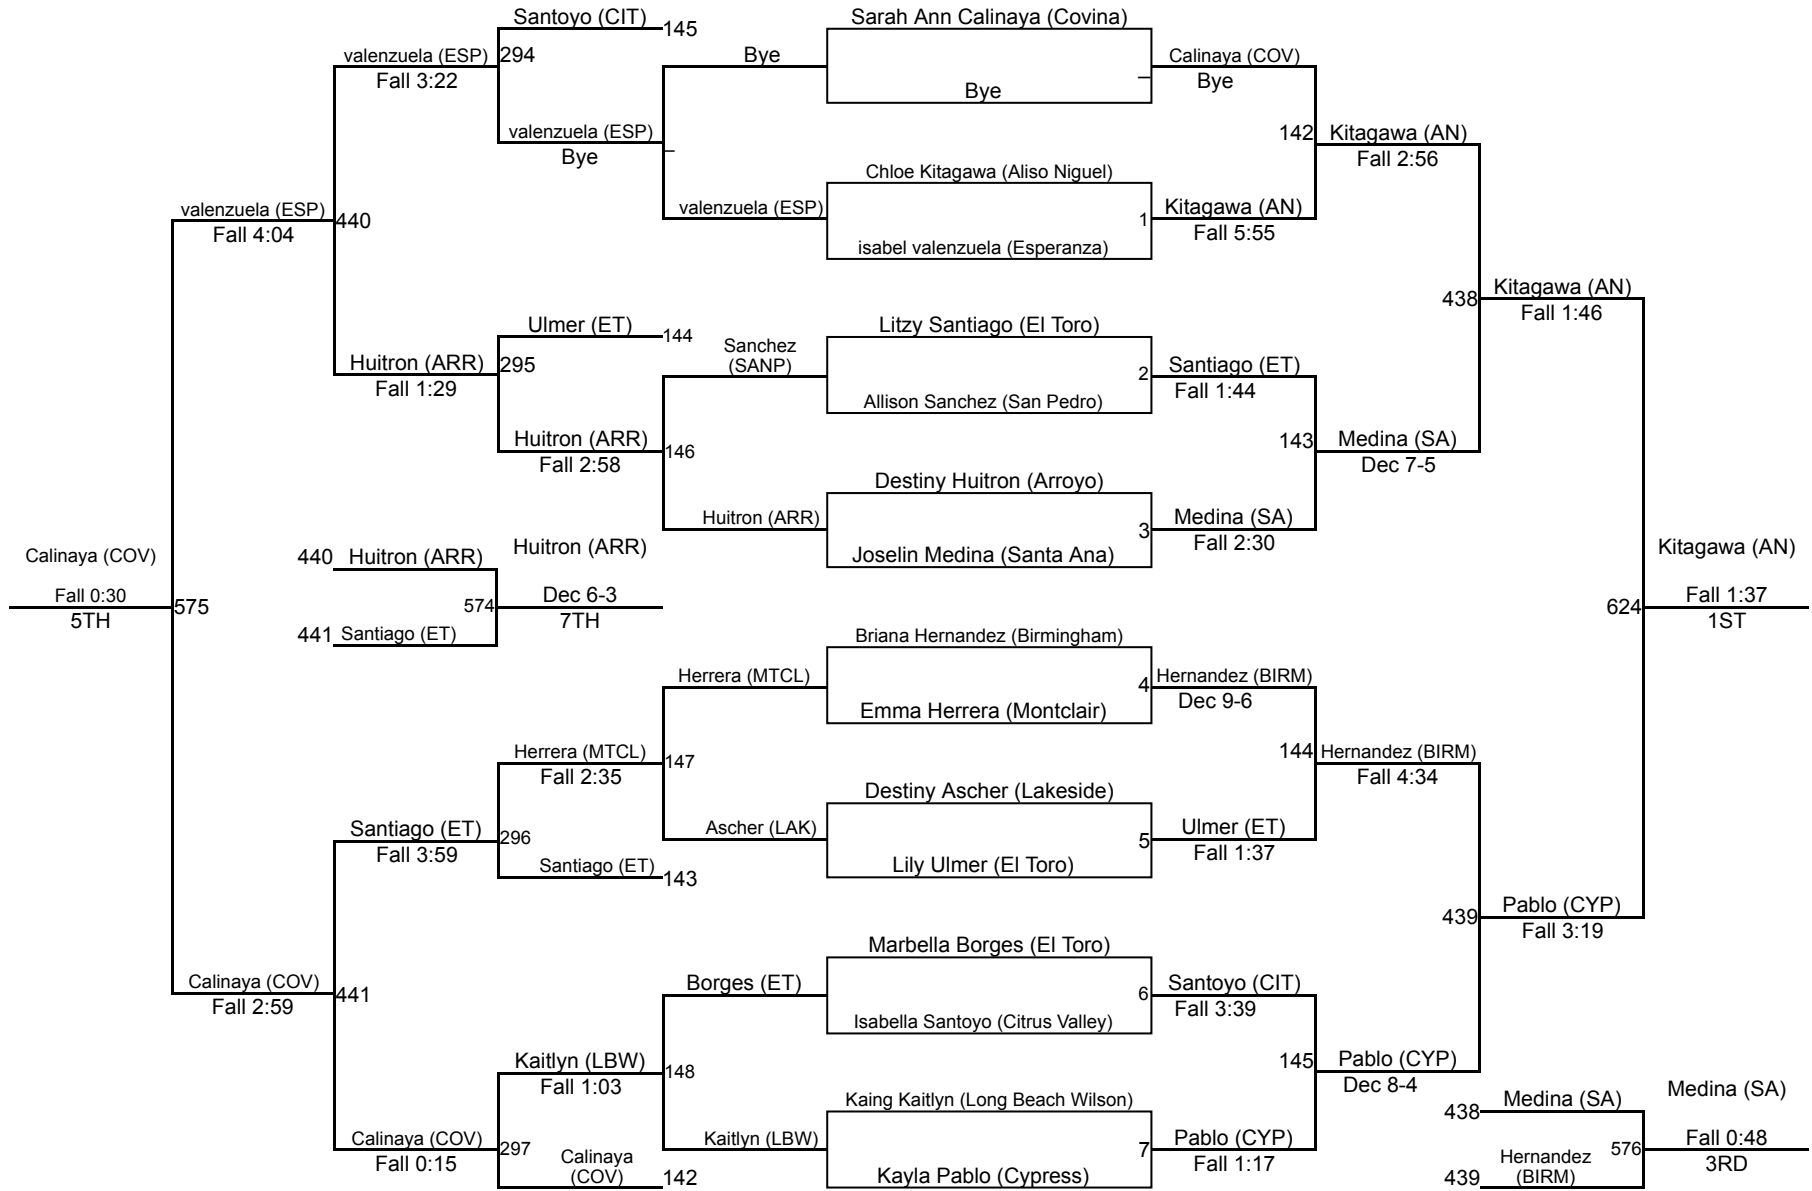 Santoyo (CIT)
145
Sarah Ann Calinaya (Covina)
valenzuela (ESP)
294
Bye
Calinaya (COV)
Fall 3:22
Bye
Bye
valenzuela (ESP)
142
Kitagawa (AN)
Bye
Fall 2:56
Chloe Kitagawa (Aliso Niguel)
valenzuela (ESP)
440
valenzuela (ESP)
1
Kitagawa (AN)
Fall 4:04
isabel valenzuela (Esperanza)
Fall 5:55
438
Kitagawa (AN)
Fall 1:46
Ulmer (ET)
144
Litzy Santiago (El Toro)
Huitron (ARR)
295
Sanchez
(SANP)
2
Santiago (ET)
Fall 1:29
Allison Sanchez (San Pedro)
Fall 1:44
Huitron (ARR)
146
143
Medina (SA)
Fall 2:58
Dec 7-5
Destiny Huitron (Arroyo)
Huitron (ARR)
3
Medina (SA)
Joselin Medina (Santa Ana)
Fall 2:30
Calinaya (COV)
440
Huitron (ARR)
Huitron (ARR)
Kitagawa (AN)
Fall 0:30
575
574
Dec 6-3
624
Fall 1:37
5TH
7TH
1ST
441
Santiago (ET)
Briana Hernandez (Birmingham)
Herrera (MTCL)
4
Hernandez (BIRM)
Emma Herrera (Montclair)
Dec 9-6
Herrera (MTCL)
147
144
Hernandez (BIRM)
Fall 2:35
Fall 4:34
Destiny Ascher (Lakeside)
Santiago (ET)
296
Ascher (LAK)
5
Ulmer (ET)
Fall 3:59
Santiago (ET)
143
Lily Ulmer (El Toro)
Fall 1:37
439
Pablo (CYP)
Fall 3:19
Marbella Borges (El Toro)
Calinaya (COV)
441
Borges (ET)
6
Santoyo (CIT)
Fall 2:59
Isabella Santoyo (Citrus Valley)
Fall 3:39
Kaitlyn (LBW)
148
145
Pablo (CYP)
Fall 1:03
Dec 8-4
Kaing Kaitlyn (Long Beach Wilson)
438
Medina (SA)
Medina (SA)
Calinaya (COV)
297
Kaitlyn (LBW)
7
Pablo (CYP)
576
Fall 0:48
Fall 0:15
Calinaya
(COV)
142
Kayla Pablo (Cypress)
Fall 1:17
439
Hernandez
(BIRM)
3RD